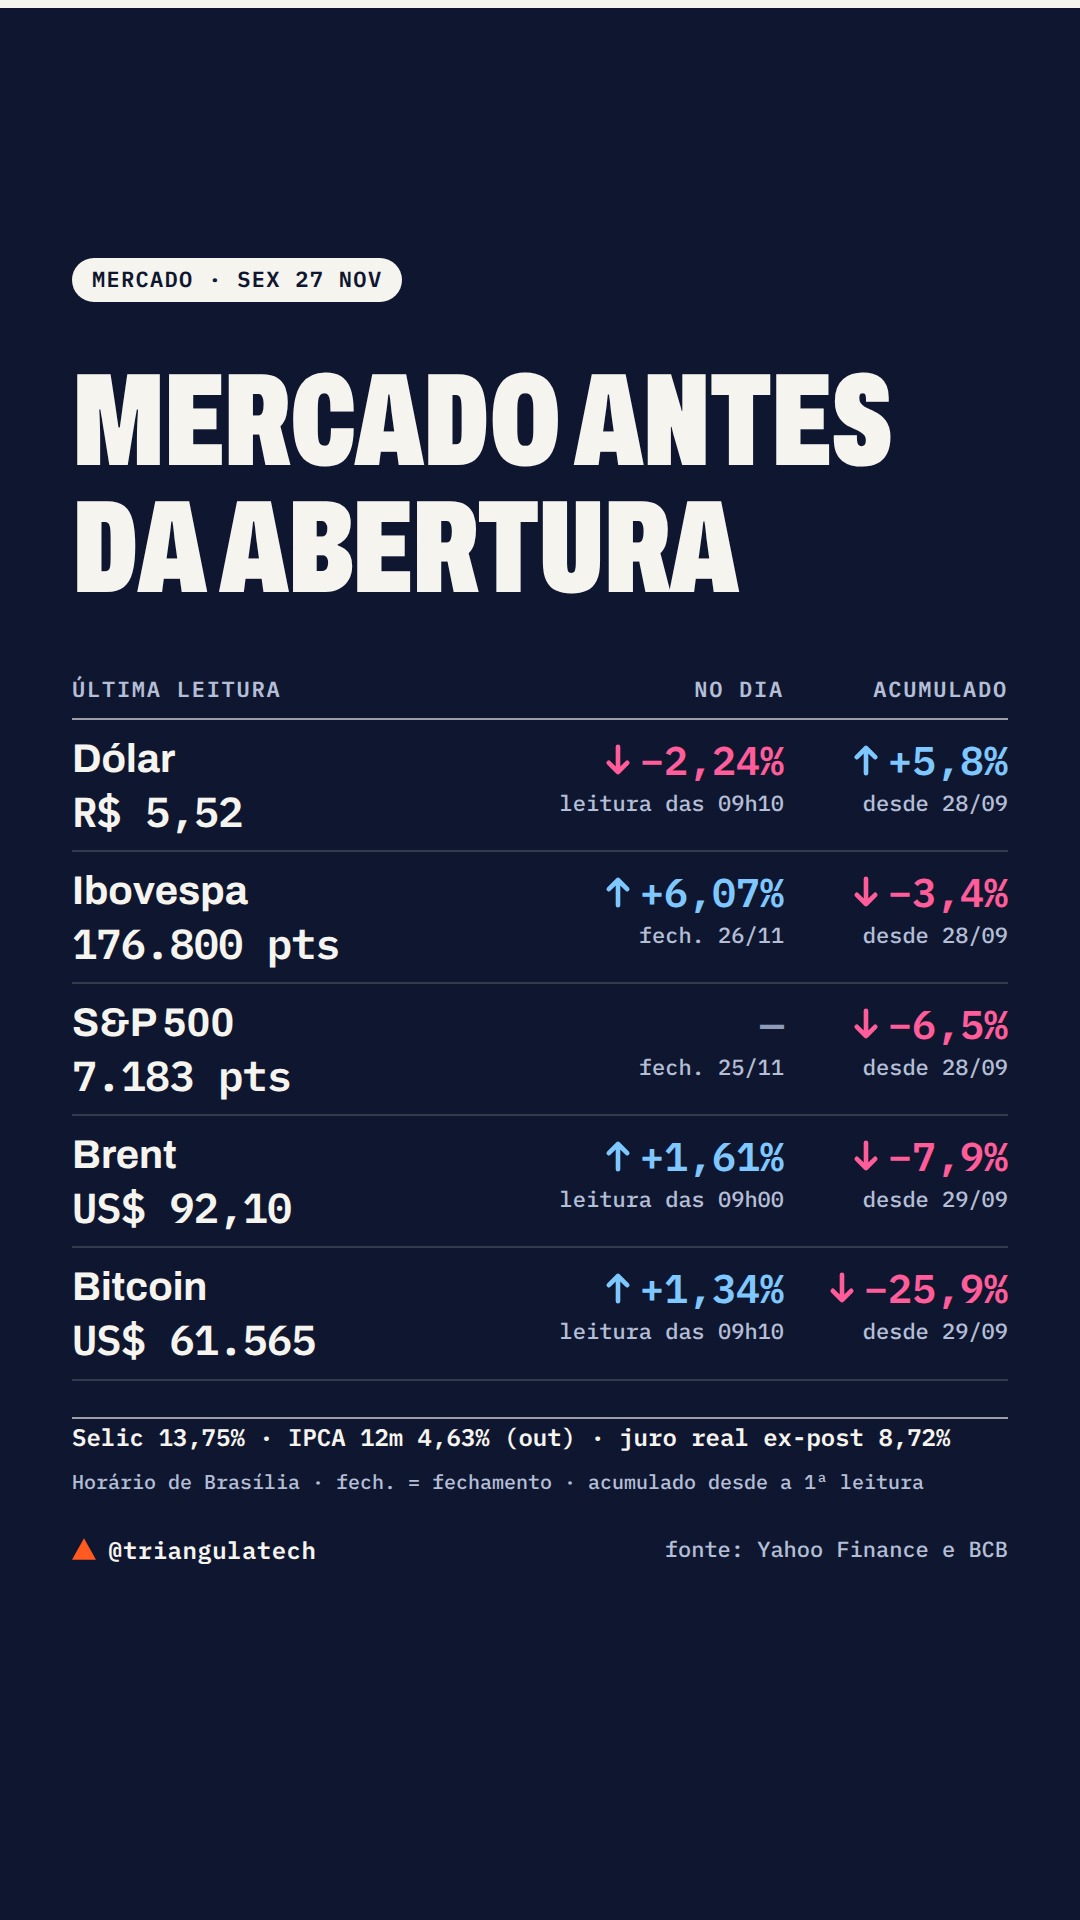 MERCADO · SEX 27 NOV
MERCADO ANTES
DA ABERTURA
ÚLTIMA LEITURA NO DIA ACUMULADO
Dólar ↓ −2,24% ↑ +5,8%
R$ 5,52 leitura das 09h10 desde 28/09
Ibovespa ↑ +6,07% ↓ −3,4%
176.800 pts fech. 26/11 desde 28/09
S&P 500 — ↓ −6,5%
7.183 pts fech. 25/11 desde 28/09
Brent ↑ +1,61% ↓ −7,9%
US$ 92,10 leitura das 09h00 desde 29/09
Bitcoin ↑ +1,34% ↓ −25,9%
US$ 61.565 leitura das 09h10 desde 29/09
Selic 13,75% · IPCA 12m 4,63% (out) · juro real ex-post 8,72%
Horário de Brasília · fech. = fechamento · acumulado desde a 1ª leitura
@triangulatech fonte: Yahoo Finance e BCB